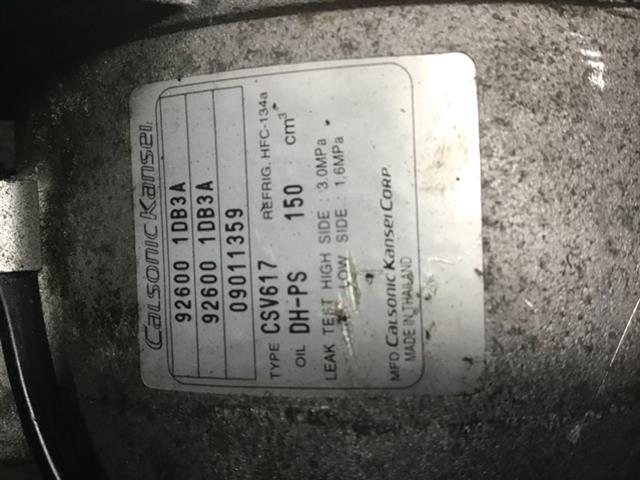 Calsonic Kansei
92600 1DB3A
92600 1DB3A
09011359
TYPE CSV617 REFRIG. HFC-134a
OIL DH-PS 150 cm³
LEAK TEST HIGH SIDE : 3.0MPa
LOW SIDE : 1.6MPa
MFD. Calsonic Kansei Corp.
MADE IN THAILAND